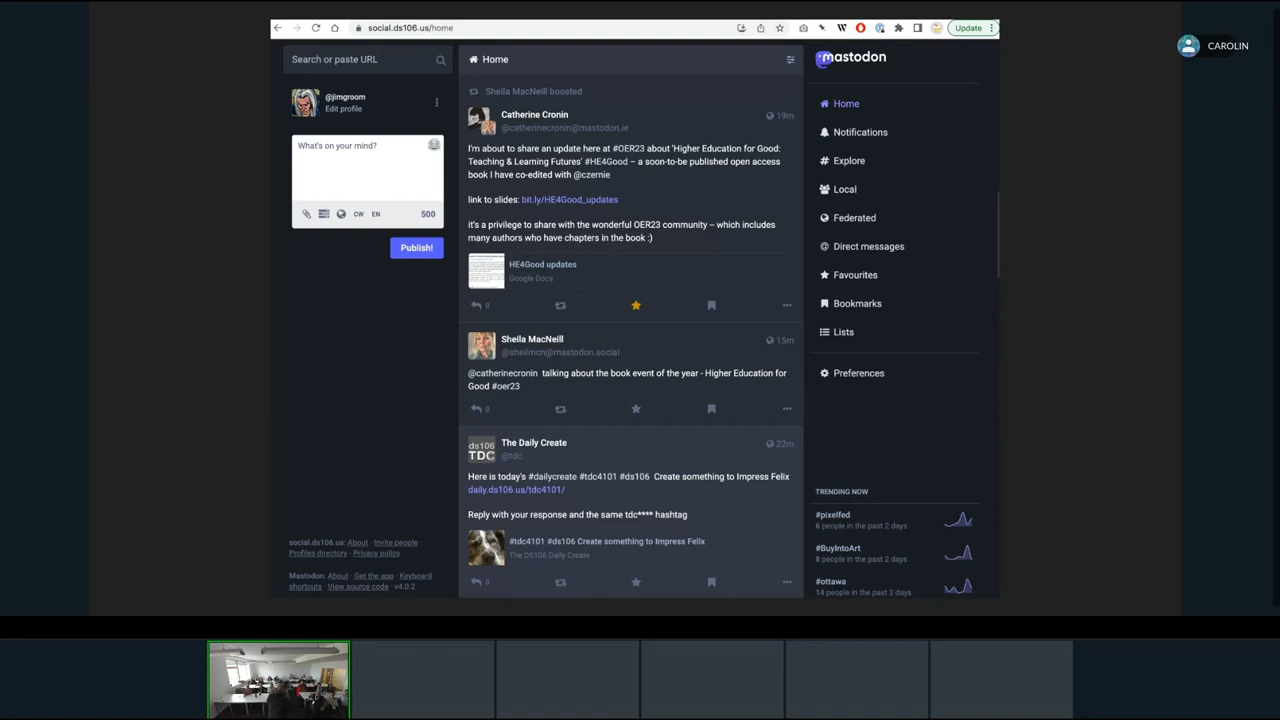 social.ds106.us/home
Update
CAROLIN
Search or paste URL
@jimgroom
Edit profile
What's on your mind?
CW EN 500
Publish!
social.ds106.us: About · Invite people ·
Profiles directory · Privacy policy
Mastodon: About · Get the app · Keyboard
shortcuts · View source code · v4.0.2
Home
Sheila MacNeill boosted
Catherine Cronin
19m
@catherinecronin@mastodon.ie
I'm about to share an update here at #OER23 about 'Higher Education for Good:
Teaching & Learning Futures' #HE4Good – a soon-to-be published open access
book I have co-edited with @czernie
link to slides: bit.ly/HE4Good_updates
it's a privilege to share with the wonderful OER23 community – which includes
many authors who have chapters in the book :)
HE4Good updates
Google Docs
0
Sheila MacNeill
15m
@sheilmcn@mastodon.social
@catherinecronin talking about the book event of the year - Higher Education for
Good #oer23
0
ds106
TDC
The Daily Create
22m
@tdc
Here is today's #dailycreate #tdc4101 #ds106 Create something to Impress Felix
daily.ds106.us/tdc4101/
Reply with your response and the same tdc**** hashtag
#tdc4101 #ds106 Create something to Impress Felix
The DS106 Daily Create
0
mastodon
Home
Notifications
Explore
Local
Federated
Direct messages
Favourites
Bookmarks
Lists
Preferences
TRENDING NOW
#pixelfed
6 people in the past 2 days
#BuyIntoArt
8 people in the past 2 days
#ottawa
14 people in the past 2 days